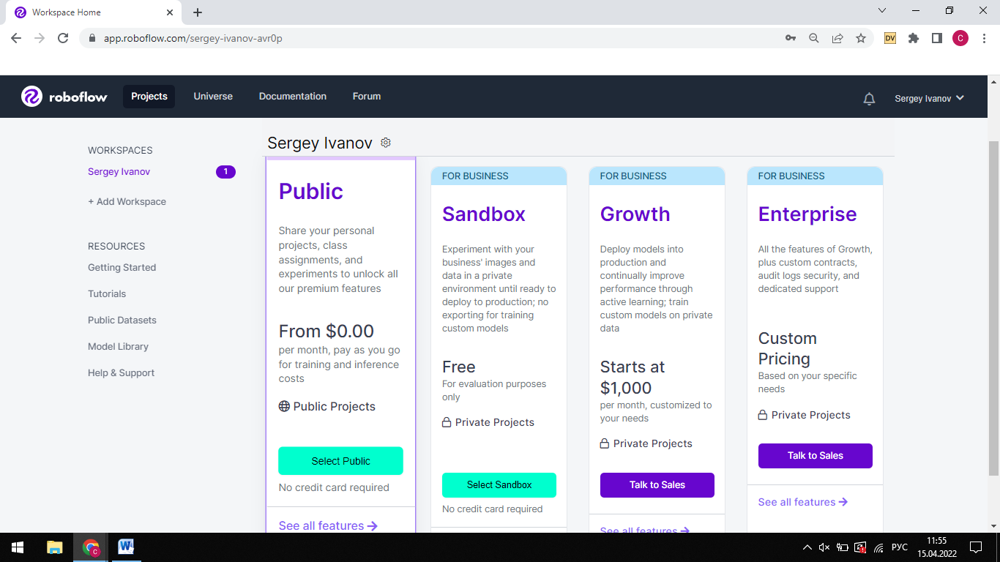 Workspace Home
app.roboflow.com/sergey-ivanov-avr0p
DV
C
roboflow
Projects
Universe
Documentation
Forum
Sergey Ivanov
WORKSPACES
Sergey Ivanov
1
+ Add Workspace
RESOURCES
Getting Started
Tutorials
Public Datasets
Model Library
Help & Support
Sergey Ivanov
Public
Share your personal
projects, class
assignments, and
experiments to unlock all
our premium features
From $0.00
per month, pay as you go
for training and inference
costs
Public Projects
Select Public
No credit card required
See all features
FOR BUSINESS
Sandbox
Experiment with your
business' images and
data in a private
environment until ready to
deploy to production; no
exporting for training
custom models
Free
For evaluation purposes
only
Private Projects
Select Sandbox
No credit card required
FOR BUSINESS
Growth
Deploy models into
production and
continually improve
performance through
active learning; train
custom models on private
data
Starts at
$1,000
per month, customized to
your needs
Private Projects
Talk to Sales
See all features
FOR BUSINESS
Enterprise
All the features of Growth,
plus custom contracts,
audit logs security, and
dedicated support
Custom
Pricing
Based on your specific
needs
Private Projects
Talk to Sales
See all features
C
W
РУС
11:55
15.04.2022